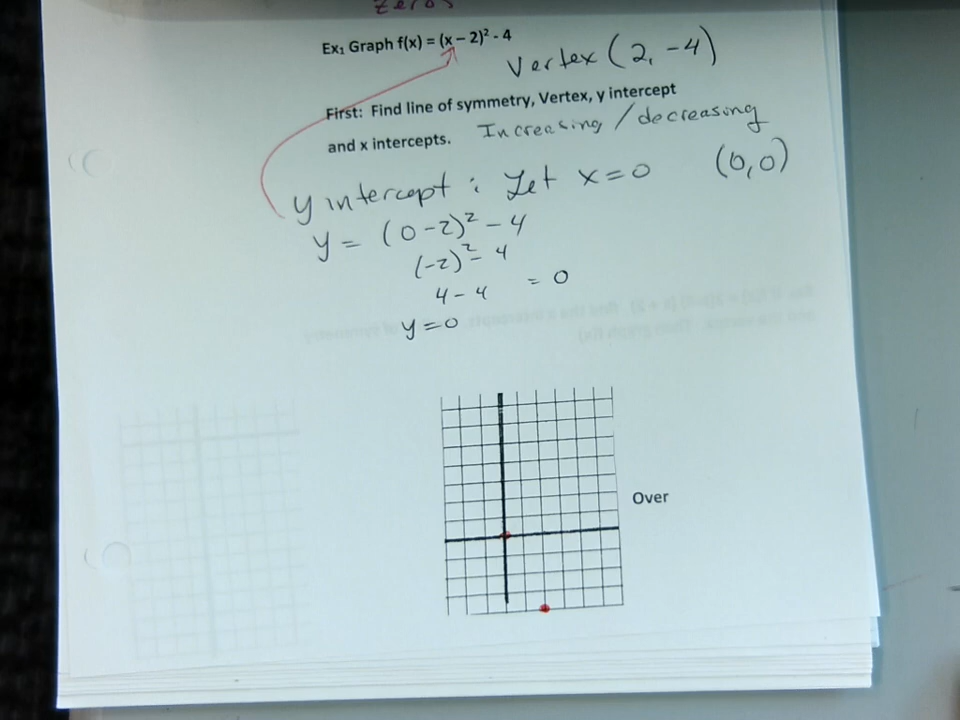 zeros
Ex₁ Graph f(x) = (x – 2)² - 4
Vertex (2, -4)
First: Find line of symmetry, Vertex, y intercept
and x intercepts. Increasing / decreasing
y intercept : Let x=0 (0,0)
y = (0-2)² - 4
(-2)² - 4
4 - 4 = 0
y=0
Over